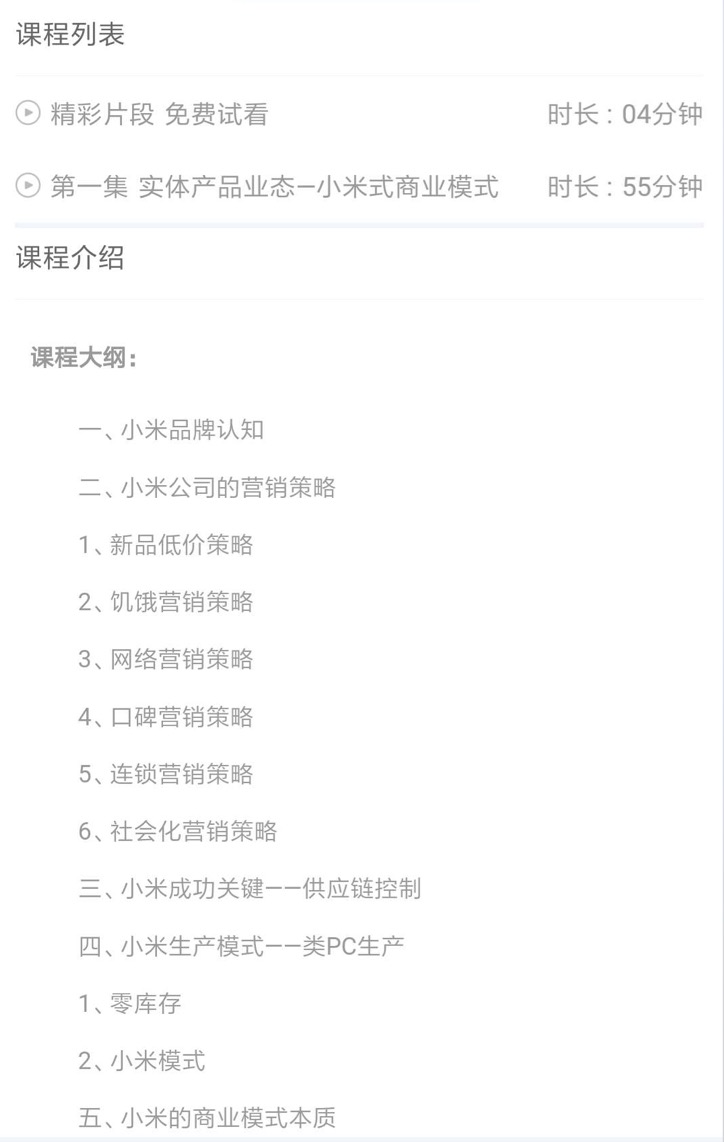 课程列表
精彩片段 免费试看 时长：04分钟
第一集 实体产品业态—小米式商业模式 时长：55分钟
课程介绍
课程大纲：
一、小米品牌认知
二、小米公司的营销策略
1、新品低价策略
2、饥饿营销策略
3、网络营销策略
4、口碑营销策略
5、连锁营销策略
6、社会化营销策略
三、小米成功关键——供应链控制
四、小米生产模式——类PC生产
1、零库存
2、小米模式
五、小米的商业模式本质